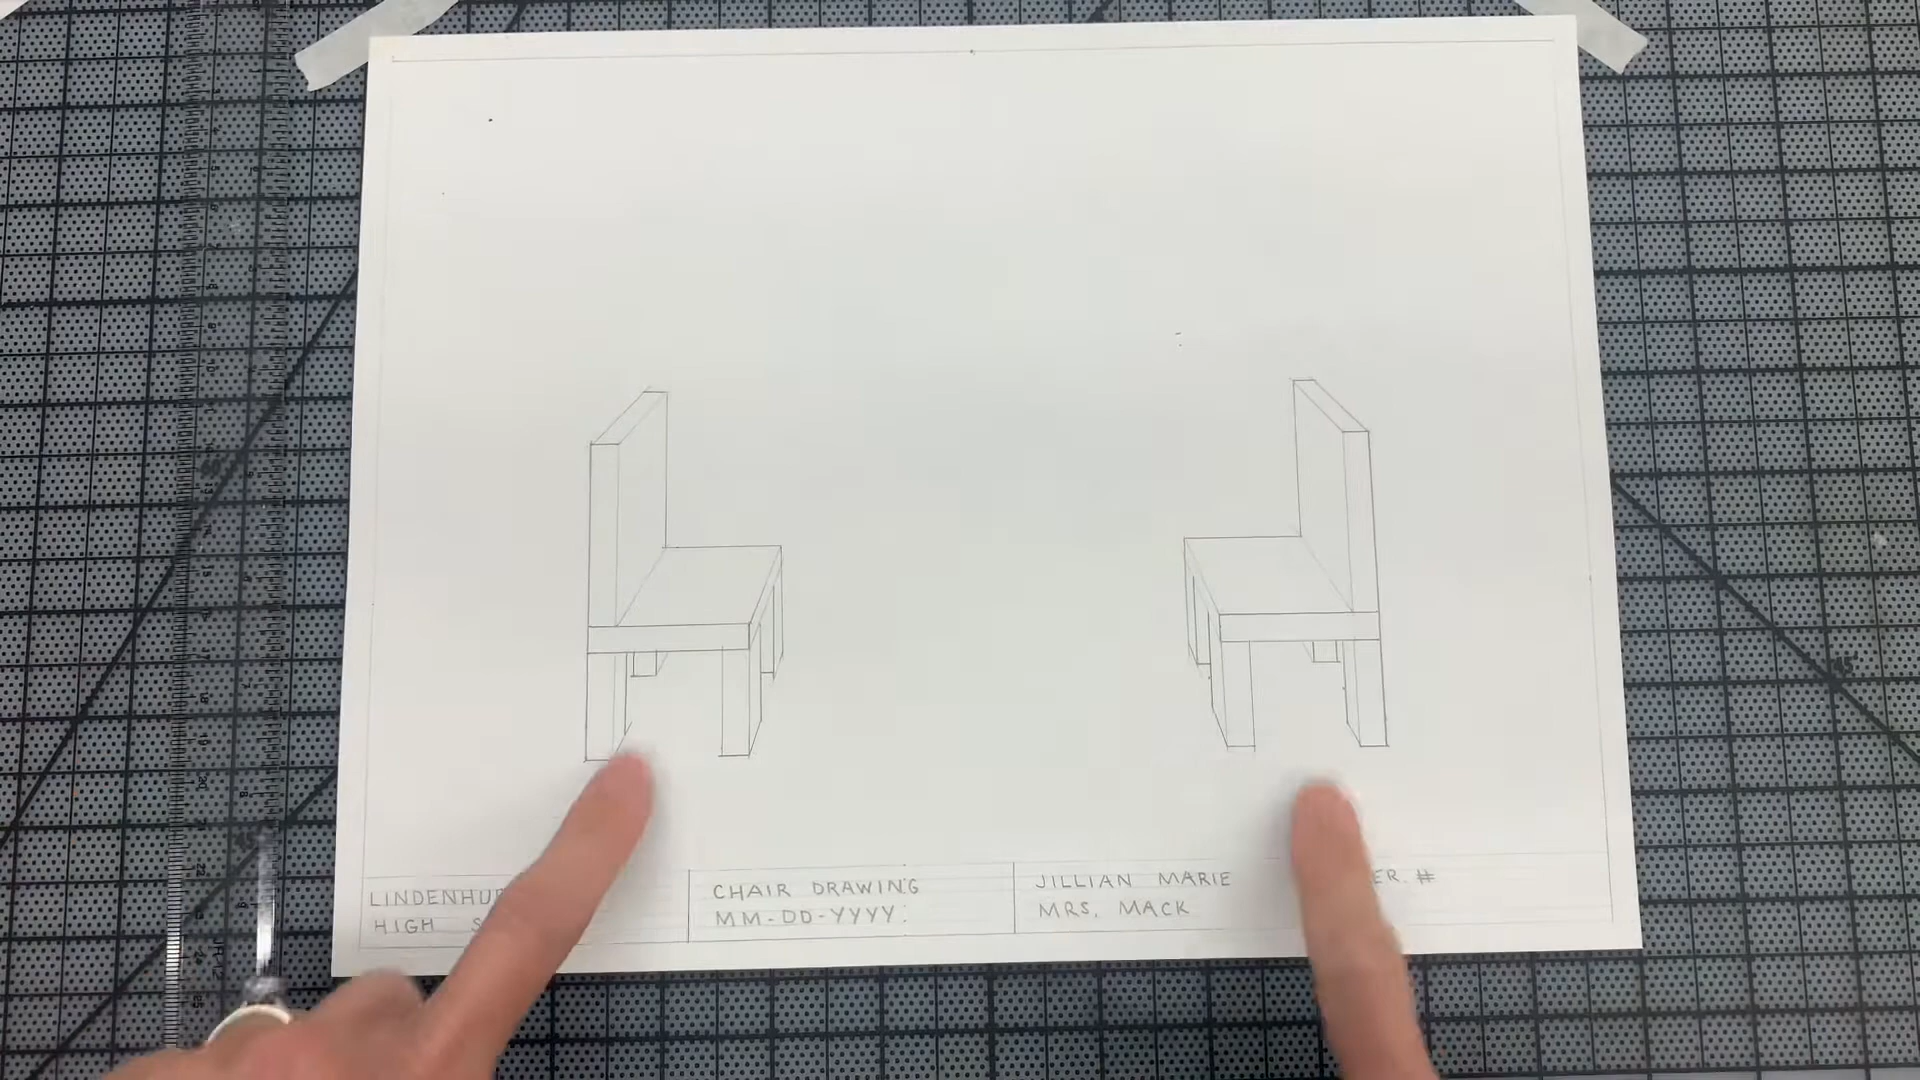 LINDENHU
HIGH S
CHAIR DRAWING
MM-DD-YYYY
JILLIAN MARIE
ER. #
MRS. MACK